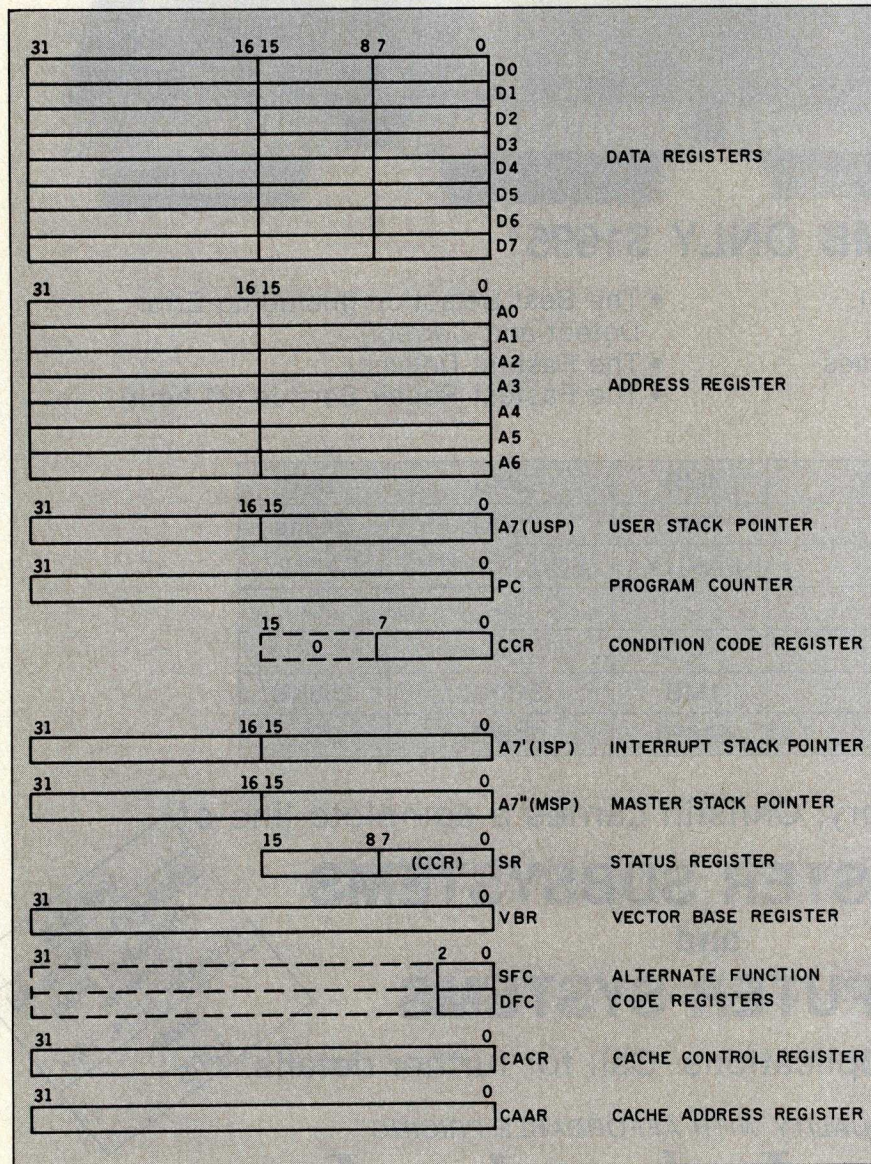 31 16 15 8 7 0
D0
D1
D2
D3
D4
D5
D6
D7
DATA REGISTERS
31 16 15 0
A0
A1
A2
A3
A4
A5
A6
ADDRESS REGISTER
31 16 15 0
A7(USP) USER STACK POINTER
31 0
PC PROGRAM COUNTER
15 7 0
0 CCR CONDITION CODE REGISTER
31 16 15 0
A7'(ISP) INTERRUPT STACK POINTER
31 16 15 0
A7"(MSP) MASTER STACK POINTER
15 8 7 0
(CCR) SR STATUS REGISTER
31 0
VBR VECTOR BASE REGISTER
31 2 0
SFC ALTERNATE FUNCTION
DFC CODE REGISTERS
31 0
CACR CACHE CONTROL REGISTER
31 0
CAAR CACHE ADDRESS REGISTER